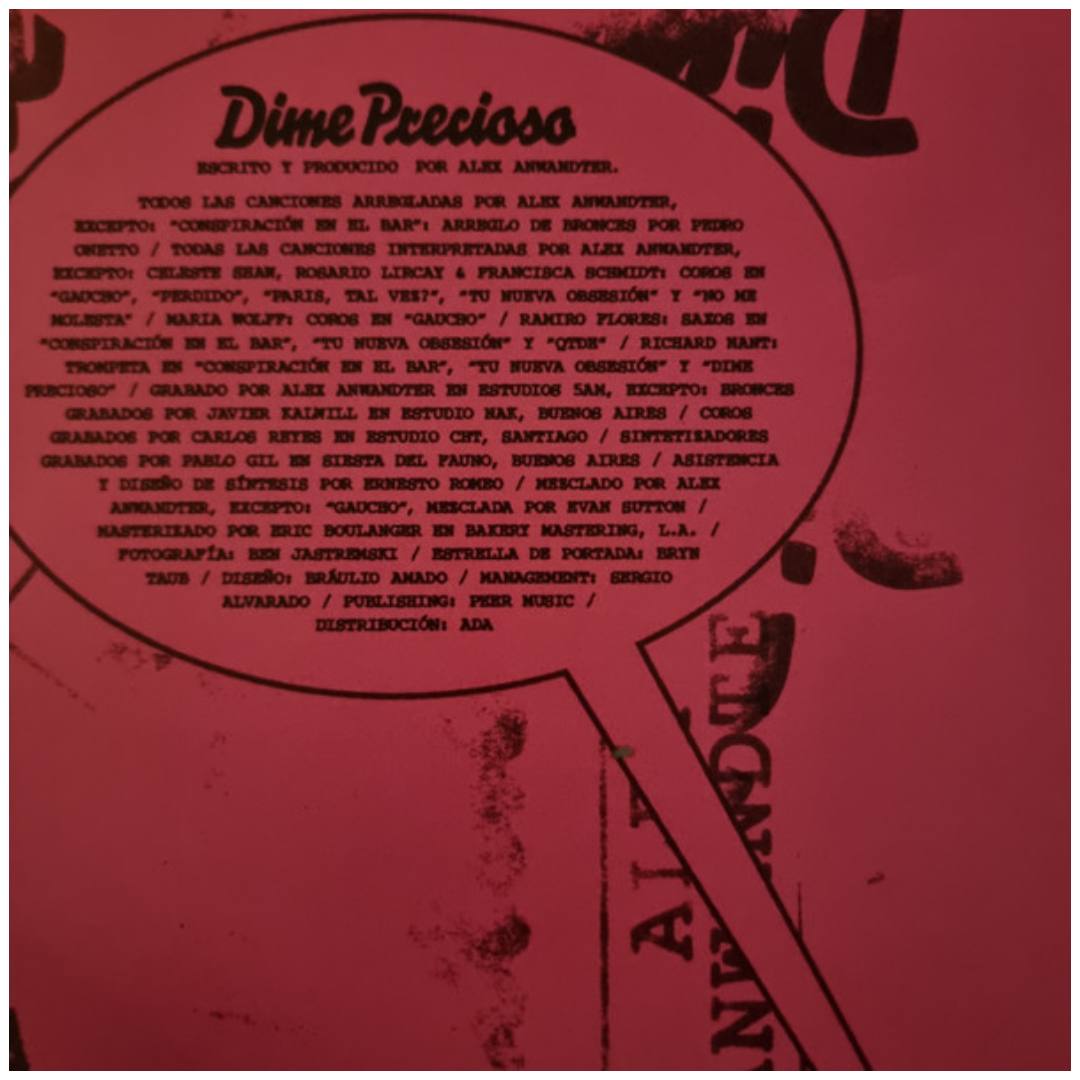 Dime Precioso
ESCRITO Y PRODUCIDO POR ALEX ANWANDTER.
TODOS LAS CANCIONES ARREGLADAS POR ALEX ANWANDTER,
EXCEPTO: "CONSPIRACIÓN EN EL BAR": ARREGLO DE BRONCES POR PEDRO
ONETTO / TODAS LAS CANCIONES INTERPRETADAS POR ALEX ANWANDTER,
EXCEPTO: CELESTE SHAW, ROSARIO LIRCAY & FRANCISCA SCHMIDT: COROS EN
"GAUCHO", "PERDIDO", "PARIS, TAL VEZ?", "TU NUEVA OBSESIÓN" Y "NO ME
MOLESTA" / MARIA WOLFF: COROS EN "GAUCHO" / RAMIRO FLORES: SAXOS EN
"CONSPIRACIÓN EN EL BAR", "TU NUEVA OBSESIÓN" Y "QTDE" / RICHARD NANT:
TROMPETA EN "CONSPIRACIÓN EN EL BAR", "TU NUEVA OBSESIÓN" Y "DIME
PRECIOSO" / GRABADO POR ALEX ANWANDTER EN ESTUDIOS 5AM, EXCEPTO: BRONCES
GRABADOS POR JAVIER EN ESTUDIO NAK, BUENOS AIRES / COROS
GRABADOS POR CARLOS REYES EN ESTUDIO CHT, SANTIAGO / SINTETIZADORES
GRABADOS POR PABLO GIL EN SIESTA DEL FAUNO, BUENOS AIRES / ASISTENCIA
Y DISEÑO DE SÍNTESIS POR ERNESTO ROMEO / MEZCLADO POR ALEX
ANWANDTER, EXCEPTO: "GAUCHO", MEZCLADA POR EVAN SUTTON /
MASTERIZADO POR ERIC BOULANGER EN BAKERY MASTERING, L.A. /
FOTOGRAFÍA: BEN JASTREMSKI / ESTRELLA DE PORTADA: BRYN
TAUB / DISEÑO: BRÁULIO AMADO / MANAGEMENT: SERGIO
ALVARADO / PUBLISHING: PEER MUSIC /
DISTRIBUCIÓN: ADA